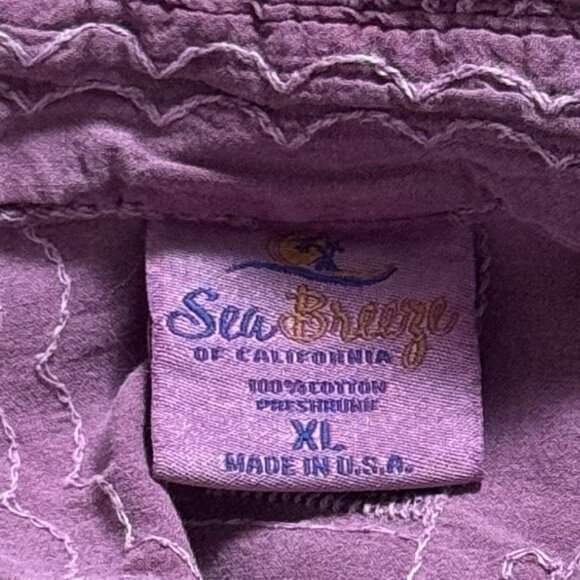 Sea Breeze
OF CALIFORNIA
100% COTTON
PRESHRUNK
XL
MADE IN U.S.A.